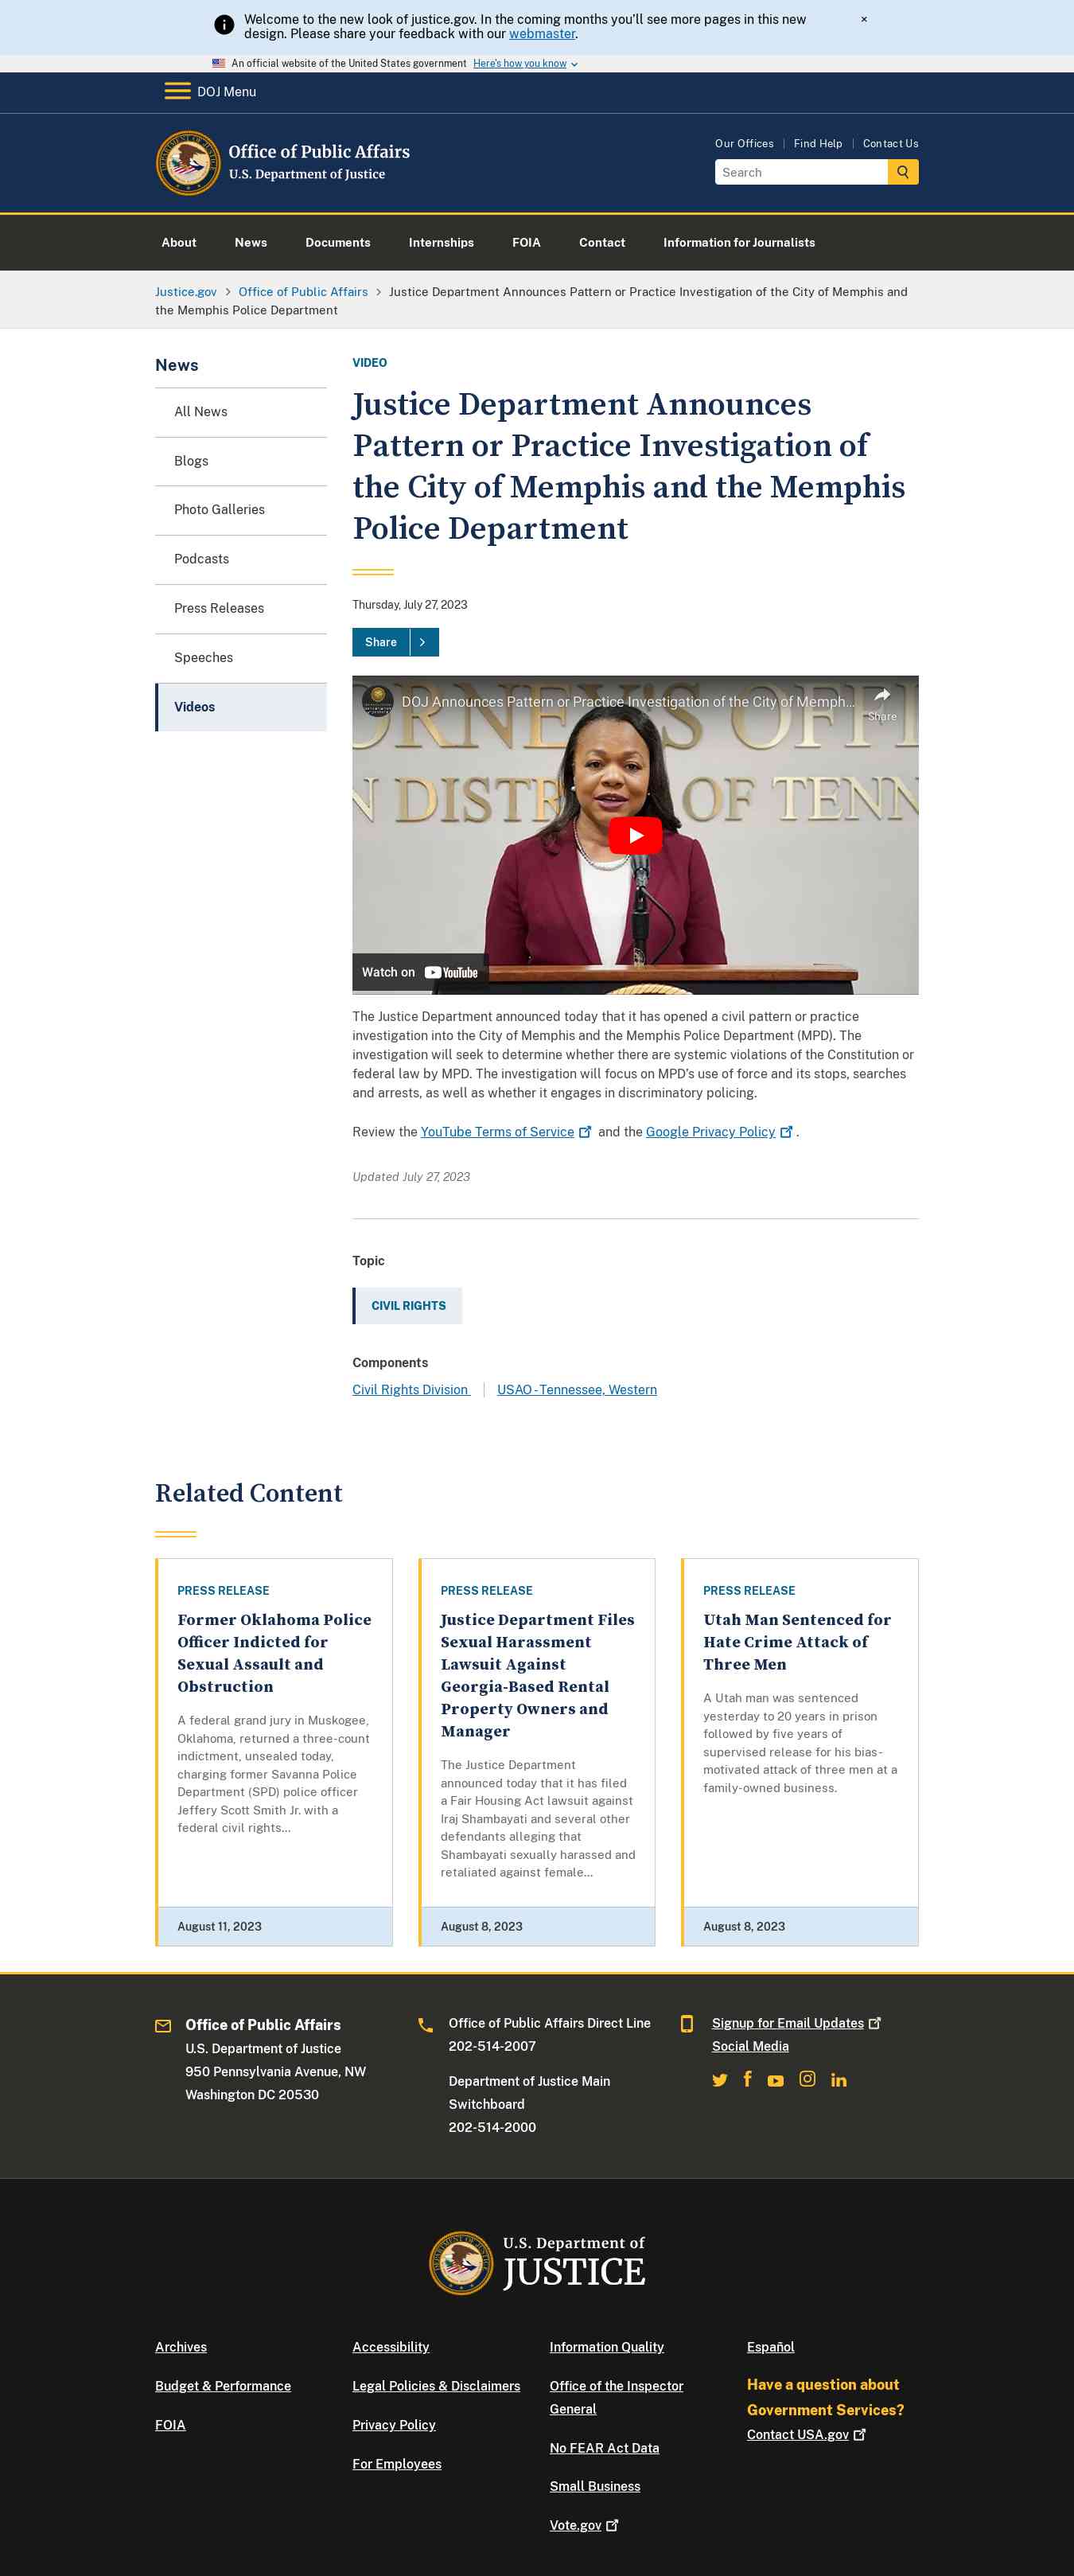 Welcome to the new look of justice.gov. In the coming months you'll see more pages in this new
design. Please share your feedback with our webmaster.
×
An official website of the United States government Here's how you know
DOJ Menu
Office of Public Affairs
U.S. Department of Justice
Our Offices | Find Help | Contact Us
Search
About News Documents Internships FOIA Contact Information for Journalists
Justice.gov > Office of Public Affairs > Justice Department Announces Pattern or Practice Investigation of the City of Memphis and
the Memphis Police Department
News
All News
Blogs
Photo Galleries
Podcasts
Press Releases
Speeches
Videos
VIDEO
Justice Department Announces
Pattern or Practice Investigation of
the City of Memphis and the Memphis
Police Department
Thursday, July 27, 2023
Share
DOJ Announces Pattern or Practice Investigation of the City of Memph...
Share
ORNEY'S OFFI
N DISTRICT OF
Watch on YouTube
The Justice Department announced today that it has opened a civil pattern or practice
investigation into the City of Memphis and the Memphis Police Department (MPD). The
investigation will seek to determine whether there are systemic violations of the Constitution or
federal law by MPD. The investigation will focus on MPD's use of force and its stops, searches
and arrests, as well as whether it engages in discriminatory policing.
Review the YouTube Terms of Service and the Google Privacy Policy .
Updated July 27, 2023
Topic
CIVIL RIGHTS
Components
Civil Rights Division | USAO - Tennessee, Western
Related Content
PRESS RELEASE
Former Oklahoma Police
Officer Indicted for
Sexual Assault and
Obstruction
A federal grand jury in Muskogee,
Oklahoma, returned a three-count
indictment, unsealed today,
charging former Savanna Police
Department (SPD) police officer
Jeffery Scott Smith Jr. with a
federal civil rights...
August 11, 2023
PRESS RELEASE
Justice Department Files
Sexual Harassment
Lawsuit Against
Georgia-Based Rental
Property Owners and
Manager
The Justice Department
announced today that it has filed
a Fair Housing Act lawsuit against
Iraj Shambayati and several other
defendants alleging that
Shambayati sexually harassed and
retaliated against female...
August 8, 2023
PRESS RELEASE
Utah Man Sentenced for
Hate Crime Attack of
Three Men
A Utah man was sentenced
yesterday to 20 years in prison
followed by five years of
supervised release for his bias-
motivated attack of three men at a
family-owned business.
August 8, 2023
Office of Public Affairs
U.S. Department of Justice
950 Pennsylvania Avenue, NW
Washington DC 20530
Office of Public Affairs Direct Line
202-514-2007
Department of Justice Main
Switchboard
202-514-2000
Signup for Email Updates
Social Media
U.S. Department of
JUSTICE
Archives
Budget & Performance
FOIA
Accessibility
Legal Policies & Disclaimers
Privacy Policy
For Employees
Information Quality
Office of the Inspector
General
No FEAR Act Data
Small Business
Vote.gov
Español
Have a question about
Government Services?
Contact USA.gov